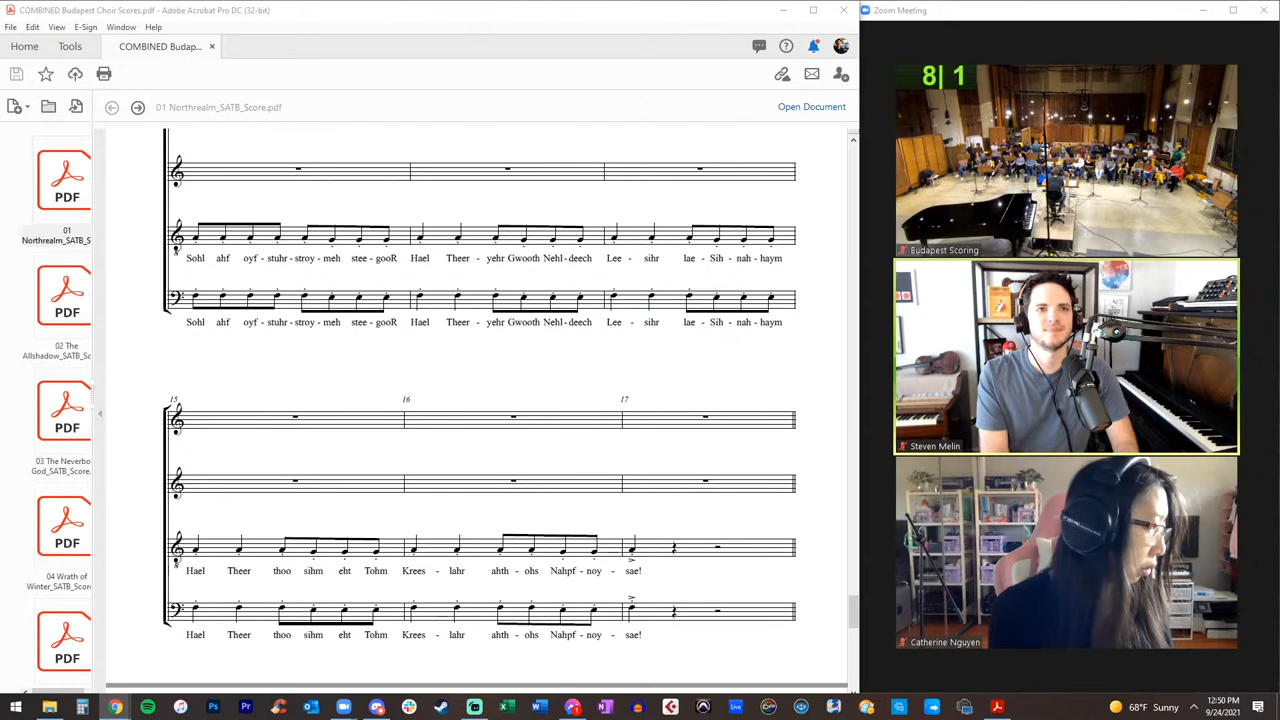 COMBINED Budapest Choir Scores.pdf - Adobe Acrobat Pro DC (32-bit)
File Edit View E-Sign Window Help
Home Tools COMBINED Budap...
01 Northrealm_SATB_Score.pdf Open Document
PDF
01
Northrealm_SATB_S
PDF
02 The
Allshadow_SATB_Sc
PDF
03 The Neverbo
God_SATB_Score.
PDF
04 Wrath of
Winter_SATB_Score
PDF
Sohl ahf oyf - stuhr - stroy - meh stee - gooR Hael Theer - yehr Gwooth Nehl - deech Lee - sihr lae - Sih - nah - haym
Sohl ahf oyf - stuhr - stroy - meh stee - gooR Hael Theer - yehr Gwooth Nehl - deech Lee - sihr lae - Sih - nah - haym
15 16 17
Hael Theer thoo sihm eht Tohm Krees - lahr ahth - ohs Nahpf - noy - sae!
Hael Theer thoo sihm eht Tohm Krees - lahr ahth - ohs Nahpf - noy - sae!
Zoom Meeting
8| 1
Budapest Scoring
Steven Melin
Catherine Nguyen
Ps Pr Live
68°F Sunny
12:50 PM
9/24/2021